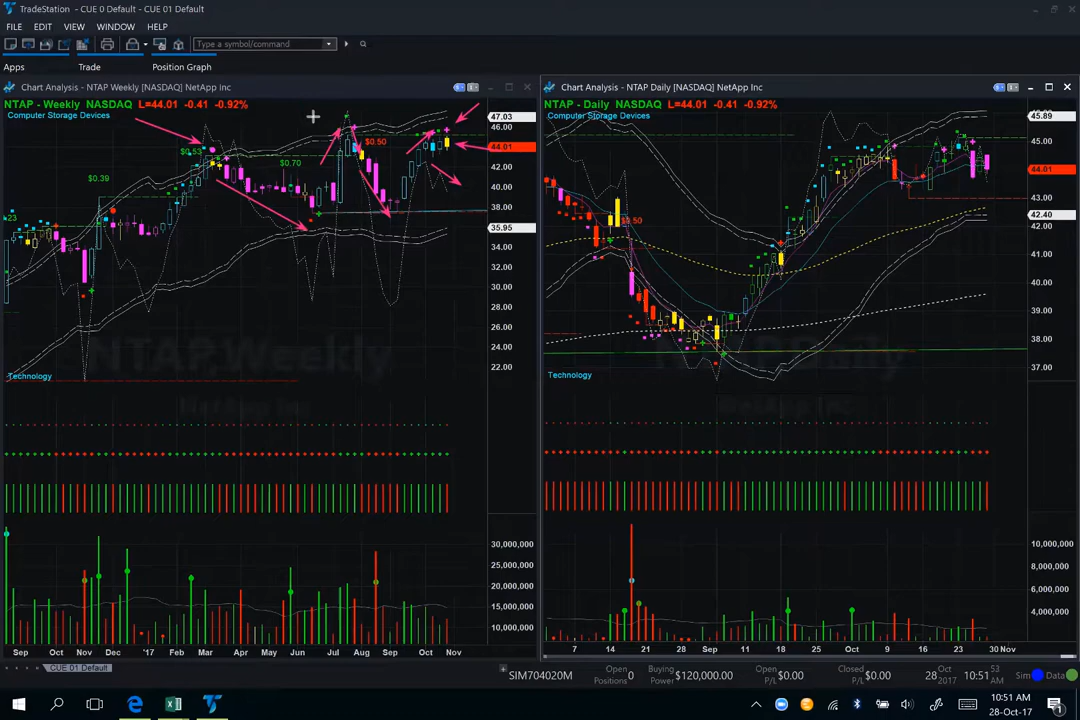 TradeStation - CUE 0 Default - CUE 01 Default
FILE EDIT VIEW WINDOW HELP
Type a symbol/command
Apps Trade Position Graph
Chart Analysis - NTAP Weekly [NASDAQ] NetApp Inc
NTAP - Weekly NASDAQ L=44.01 -0.41 -0.92%
Computer Storage Devices
47.03
46.00
44.01
42.00
40.00
38.00
35.95
34.00
32.00
30.00
28.00
26.00
24.00
22.00
.23
$0.39
$0.53
$0.70
$0.50
NTAP, Weekly
NetApp Inc
Technology
30,000,000
20,000,000
15,000,000
10,000,000
Sep Oct Nov Dec '17 Feb Mar Apr May Jun Jul Aug Sep Oct Nov
Chart Analysis - NTAP Daily [NASDAQ] NetApp Inc
NTAP - Daily NASDAQ L=44.01 -0.41 -0.92%
Computer Storage Devices
45.89
45.00
44.01
43.00
42.40
42.00
41.00
40.00
39.00
38.00
37.00
$0.50
Technology
10,000,000
8,000,000
6,000,000
4,000,000
7 14 21 28 Sep 11 18 25 Oct 9 16 23 30 Nov
CUE 01 Default
SIM704020M Open Positions 0 Buying Power $120,000.00 Open P/L $0.00 Closed P/L $0.00 28 Oct 2017 10:51 53 AM Sim Data
10:51 AM
28-Oct-17